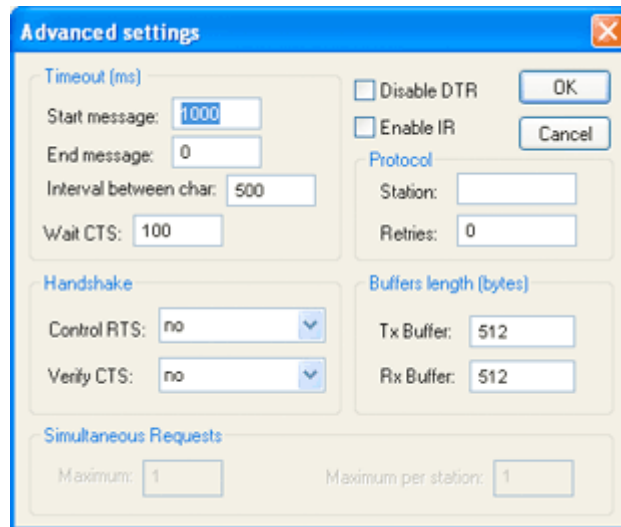 Advanced settings
Timeout (ms)
Start message: 1000
End message: 0
Interval between char: 500
Wait CTS: 100
Disable DTR
Enable IR
OK
Cancel
Protocol
Station:
Retries: 0
Handshake
Control RTS: no
Verify CTS: no
Buffers length (bytes)
Tx Buffer: 512
Rx Buffer: 512
Simultaneous Requests
Maximum: 1
Maximum per station: 1